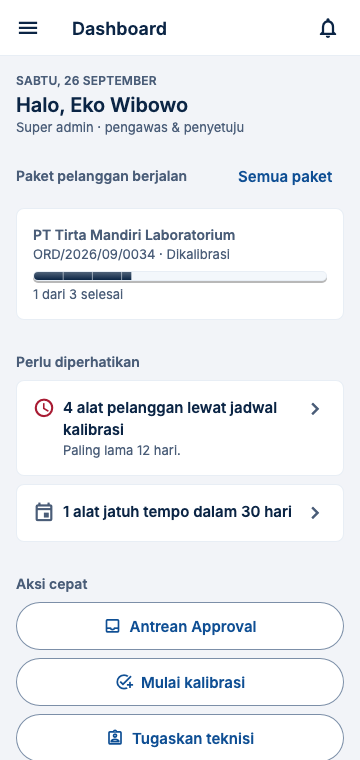 Dashboard
SABTU, 26 SEPTEMBER
Halo, Eko Wibowo
Super admin · pengawas & penyetuju
Paket pelanggan berjalan
Semua paket
PT Tirta Mandiri Laboratorium
ORD/2026/09/0034 · Dikalibrasi
1 dari 3 selesai
Perlu diperhatikan
4 alat pelanggan lewat jadwal
kalibrasi
Paling lama 12 hari.
1 alat jatuh tempo dalam 30 hari
Aksi cepat
Antrean Approval
Mulai kalibrasi
Tugaskan teknisi